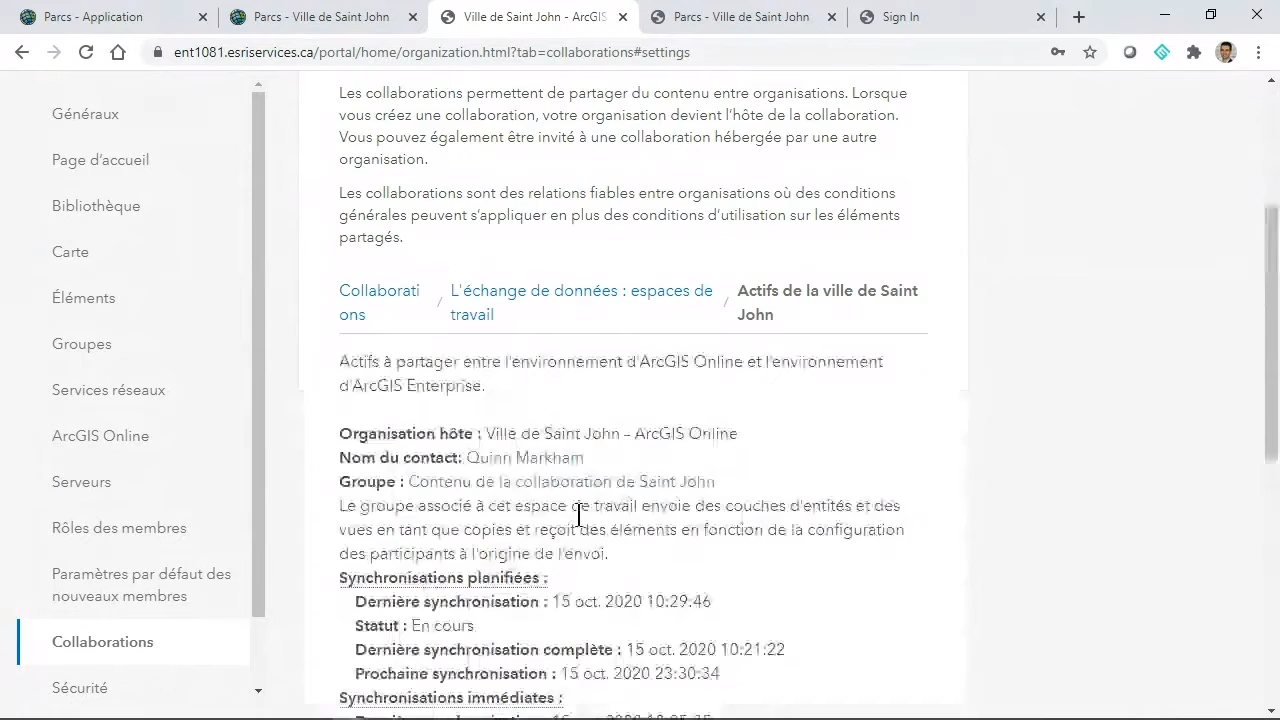 Parcs - Application
Parcs - Ville de Saint John
Ville de Saint John - ArcGIS
Parcs - Ville de Saint John
Sign In
ent1081.esriservices.ca/portal/home/organization.html?tab=collaborations#settings
Généraux
Page d’accueil
Bibliothèque
Carte
Éléments
Groupes
Services réseaux
ArcGIS Online
Serveurs
Rôles des membres
Paramètres par défaut des
nouveaux membres
Collaborations
Sécurité
Les collaborations permettent de partager du contenu entre organisations. Lorsque
vous créez une collaboration, votre organisation devient l’hôte de la collaboration.
Vous pouvez également être invité à une collaboration hébergée par une autre
organisation.
Les collaborations sont des relations fiables entre organisations où des conditions
générales peuvent s’appliquer en plus des conditions d’utilisation sur les éléments
partagés.
Collaborati / L'échange de données : espaces de / Actifs de la ville de Saint
ons travail John
Actifs à partager entre l'environnement d'ArcGIS Online et l'environnement
d'ArcGIS Enterprise.
Organisation hôte : Ville de Saint John – ArcGIS Online
Nom du contact: Quinn Markham
Groupe : Contenu de la collaboration de Saint John
Le groupe associé à cet espace de travail envoie des couches d'entités et des
vues en tant que copies et reçoit des éléments en fonction de la configuration
des participants à l'origine de l'envoi.
Synchronisations planifiées :
Dernière synchronisation : 15 oct. 2020 10:29:46
Statut : En cours
Dernière synchronisation complète : 15 oct. 2020 10:21:22
Prochaine synchronisation : 15 oct. 2020 23:30:34
Synchronisations immédiates :